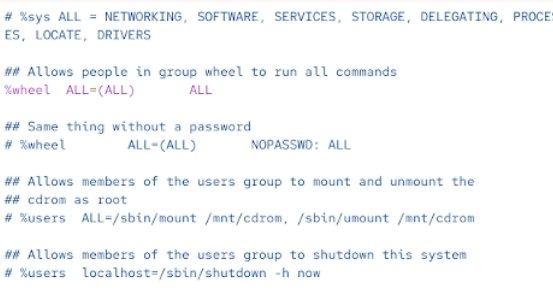 # %sys ALL = NETWORKING, SOFTWARE, SERVICES, STORAGE, DELEGATING, PROCE
ES, LOCATE, DRIVERS
## Allows people in group wheel to run all commands
%wheel ALL=(ALL) ALL
## Same thing without a password
# %wheel ALL=(ALL) NOPASSWD: ALL
## Allows members of the users group to mount and unmount the
## cdrom as root
# %users ALL=/sbin/mount /mnt/cdrom, /sbin/umount /mnt/cdrom
## Allows members of the users group to shutdown this system
# %users localhost=/sbin/shutdown -h now